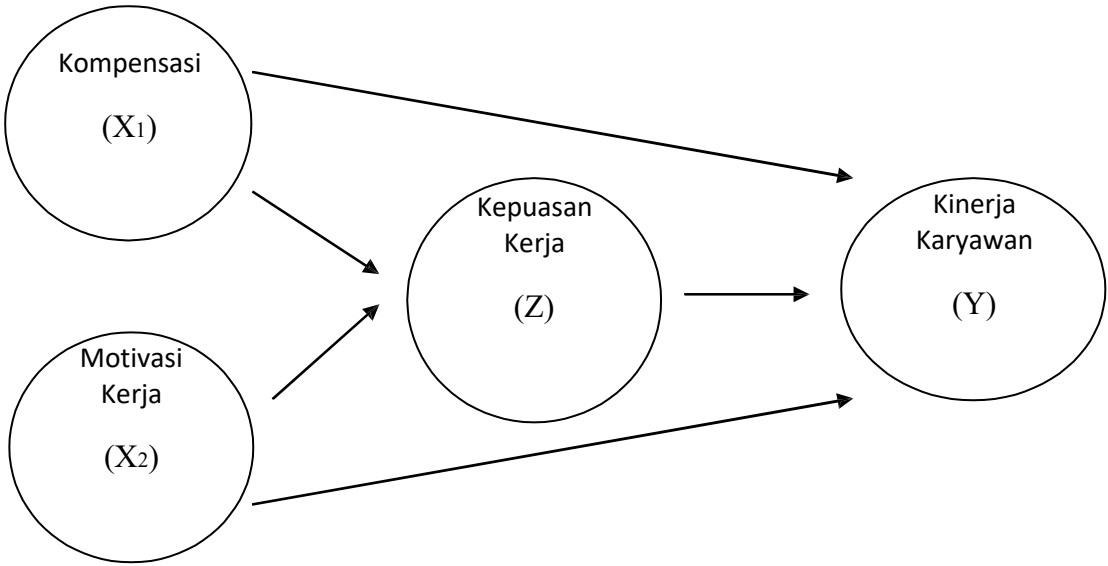 Kompensasi
(X1)
Kepuasan
Kerja
(Z)
Kinerja
Karyawan
(Y)
Motivasi
Kerja
(X2)